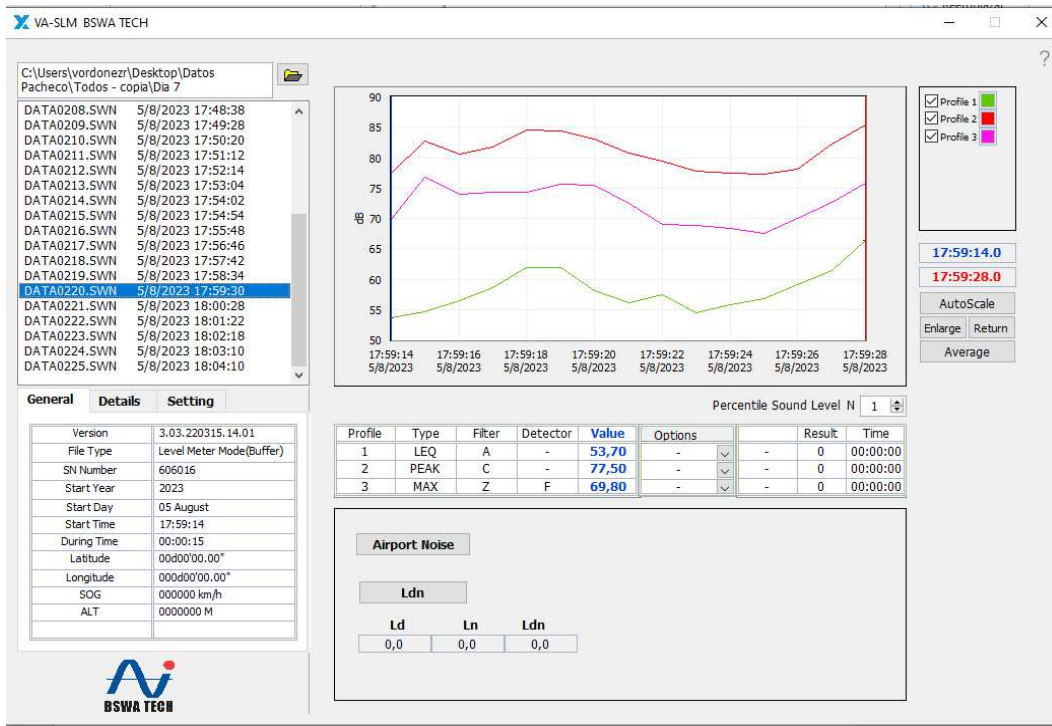 VA-SLM BSWA TECH
?
C:\Users\vordonezr\Desktop\Datos
Pacheco\Todos - copia\Dia 7
DATA0208.SWN 5/8/2023 17:48:38
DATA0209.SWN 5/8/2023 17:49:28
DATA0210.SWN 5/8/2023 17:50:20
DATA0211.SWN 5/8/2023 17:51:12
DATA0212.SWN 5/8/2023 17:52:14
DATA0213.SWN 5/8/2023 17:53:04
DATA0214.SWN 5/8/2023 17:54:02
DATA0215.SWN 5/8/2023 17:54:54
DATA0216.SWN 5/8/2023 17:55:48
DATA0217.SWN 5/8/2023 17:56:46
DATA0218.SWN 5/8/2023 17:57:42
DATA0219.SWN 5/8/2023 17:58:34
DATA0220.SWN 5/8/2023 17:59:30
DATA0221.SWN 5/8/2023 18:00:28
DATA0222.SWN 5/8/2023 18:01:22
DATA0223.SWN 5/8/2023 18:02:18
DATA0224.SWN 5/8/2023 18:03:10
DATA0225.SWN 5/8/2023 18:04:10
90
85
80
75
70
65
60
55
50
dB
17:59:14 17:59:16 17:59:18 17:59:20 17:59:22 17:59:24 17:59:26 17:59:28
5/8/2023 5/8/2023 5/8/2023 5/8/2023 5/8/2023 5/8/2023 5/8/2023 5/8/2023
Profile 1
Profile 2
Profile 3
17:59:14.0
17:59:28.0
AutoScale
Enlarge Return
Average
General Details Setting
Version 3.03.220315.14.01
File Type Level Meter Mode(Buffer)
SN Number 606016
Start Year 2023
Start Day 05 August
Start Time 17:59:14
During Time 00:00:15
Latitude 00d00'00.00"
Longitude 000d00'00.00"
SOG 000000 km/h
ALT 0000000 M
Percentile Sound Level N 1
Profile Type Filter Detector Value Options Result Time
1 LEQ A - 53,70 - - 0 00:00:00
2 PEAK C - 77,50 - - 0 00:00:00
3 MAX Z F 69,80 - - 0 00:00:00
Airport Noise
Ldn
Ld Ln Ldn
0,0 0,0 0,0
BSWA TECH